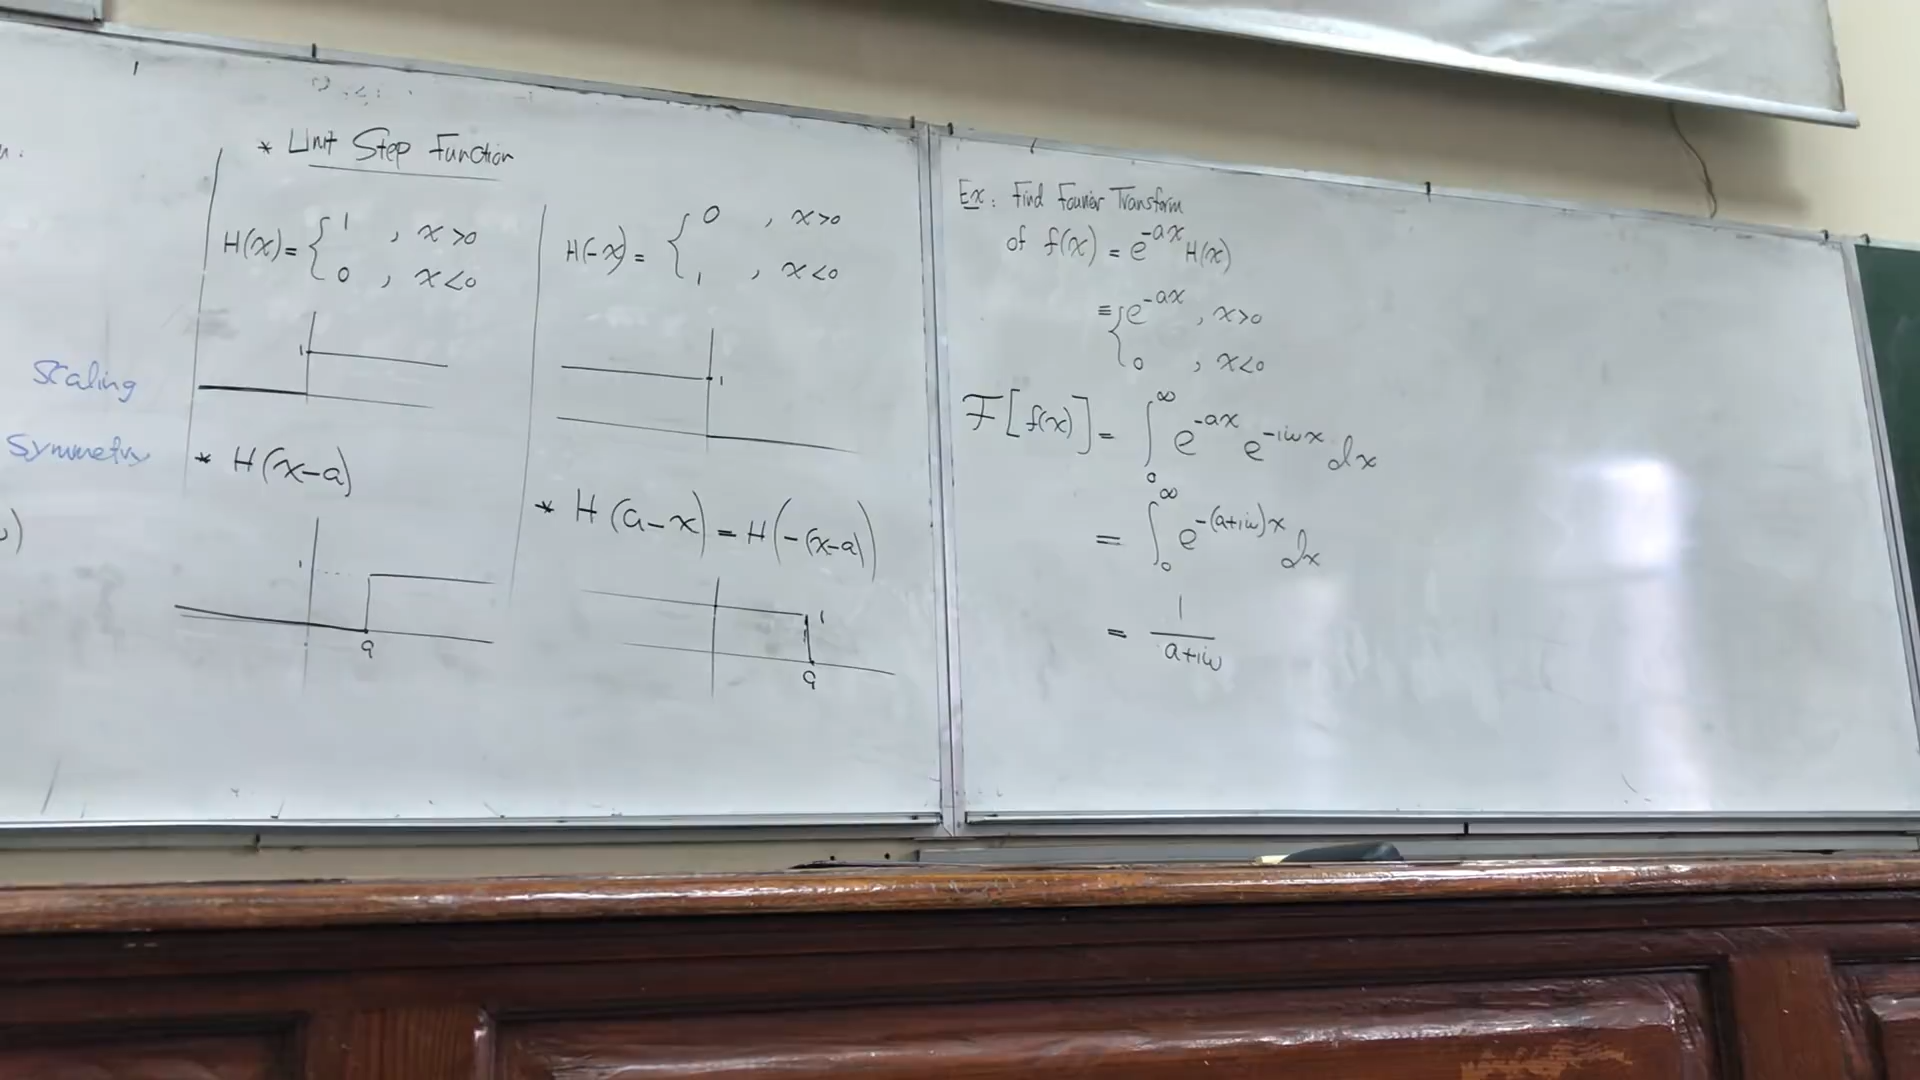 * Unit Step Function
H(x) = { 1 , x>0
0 , x<0
1
H(-x) = { 0 , x>0
1 , x<0
1
Scaling
Symmetry
* H(x-a)
1
a
* H(a-x) = H(-(x-a))
1
a
Ex: Find Fourier Transform
of f(x) = e^{-ax} H(x)
= { e^{-ax} , x>0
0 , x<0
F[f(x)] = ∫_0^∞ e^{-ax} e^{-iωx} dx
= ∫_0^∞ e^{-(a+iω)x} dx
= 1/(a+iω)